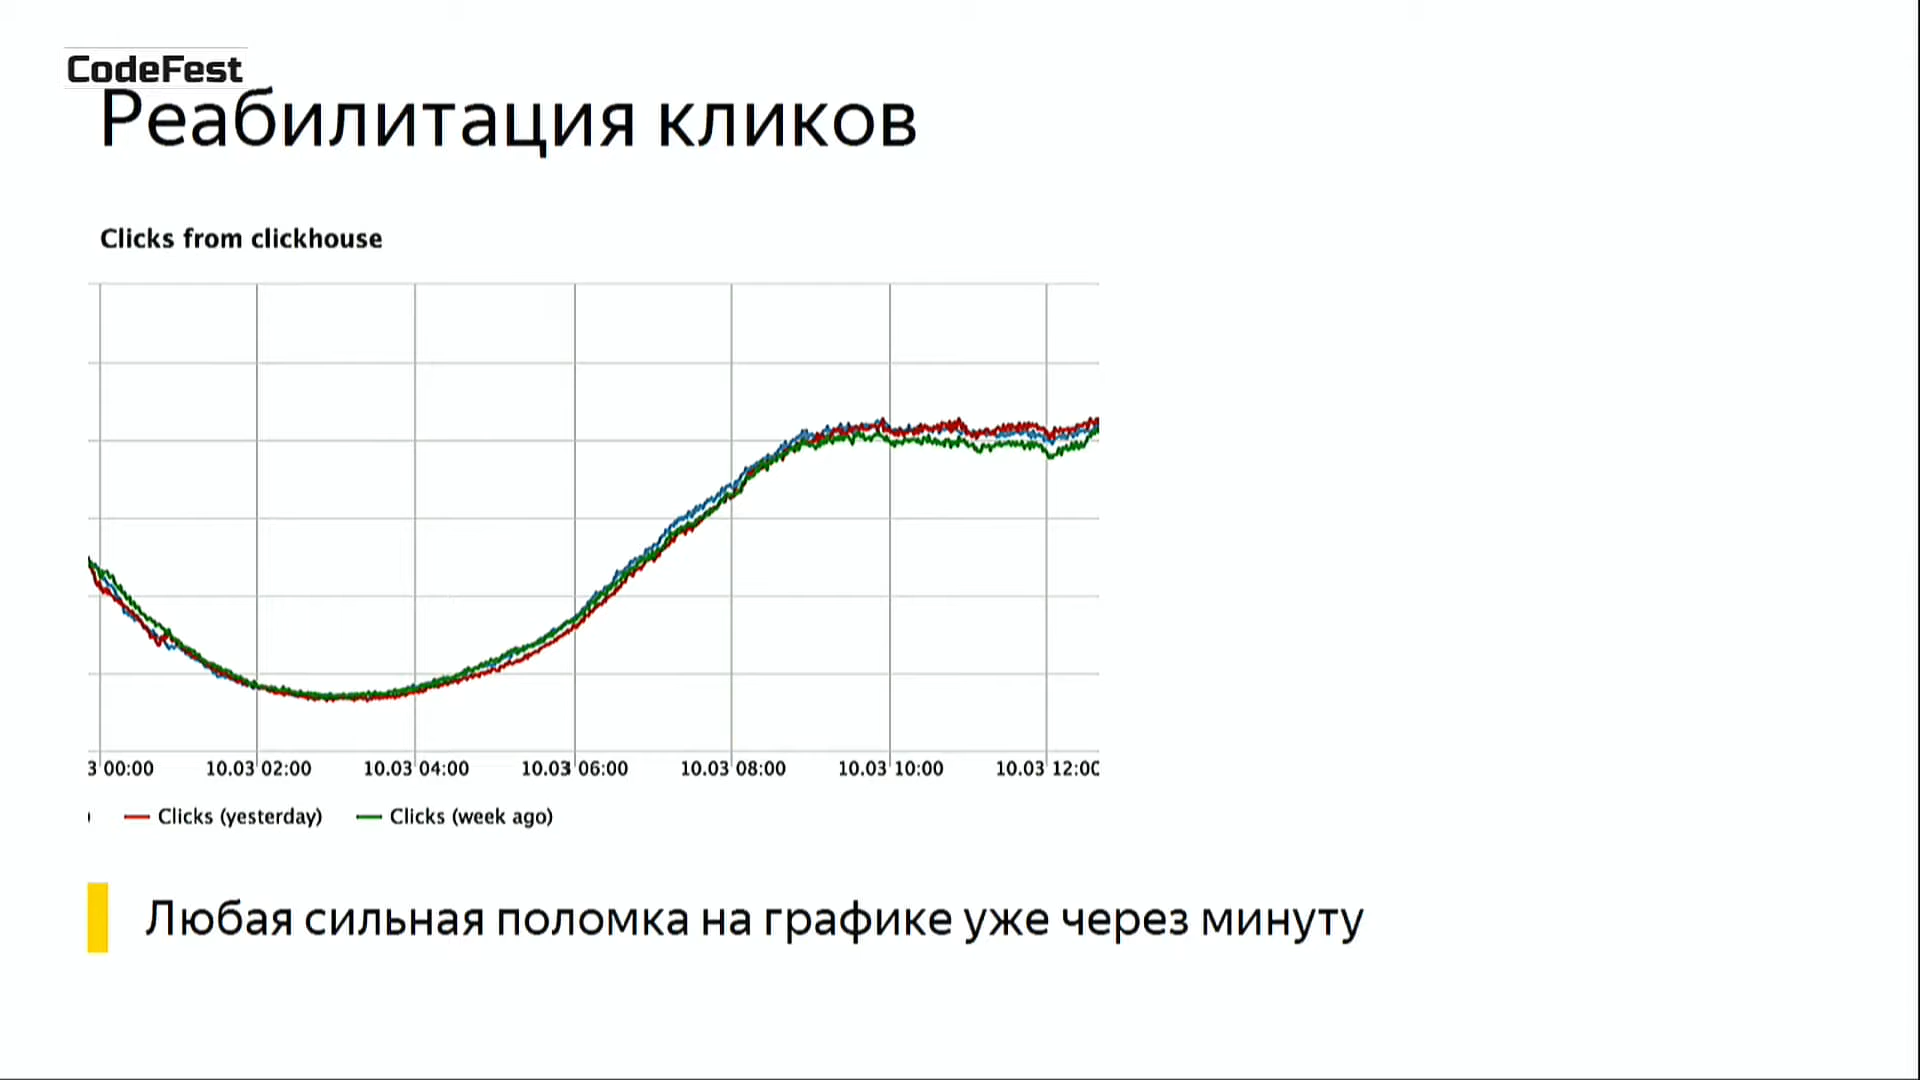 CodeFest
Реабилитация кликов
Clicks from clickhouse
3 00:00 10.03 02:00 10.03 04:00 10.03 06:00 10.03 08:00 10.03 10:00 10.03 12:00
Clicks (yesterday) Clicks (week ago)
Любая сильная поломка на графике уже через минуту